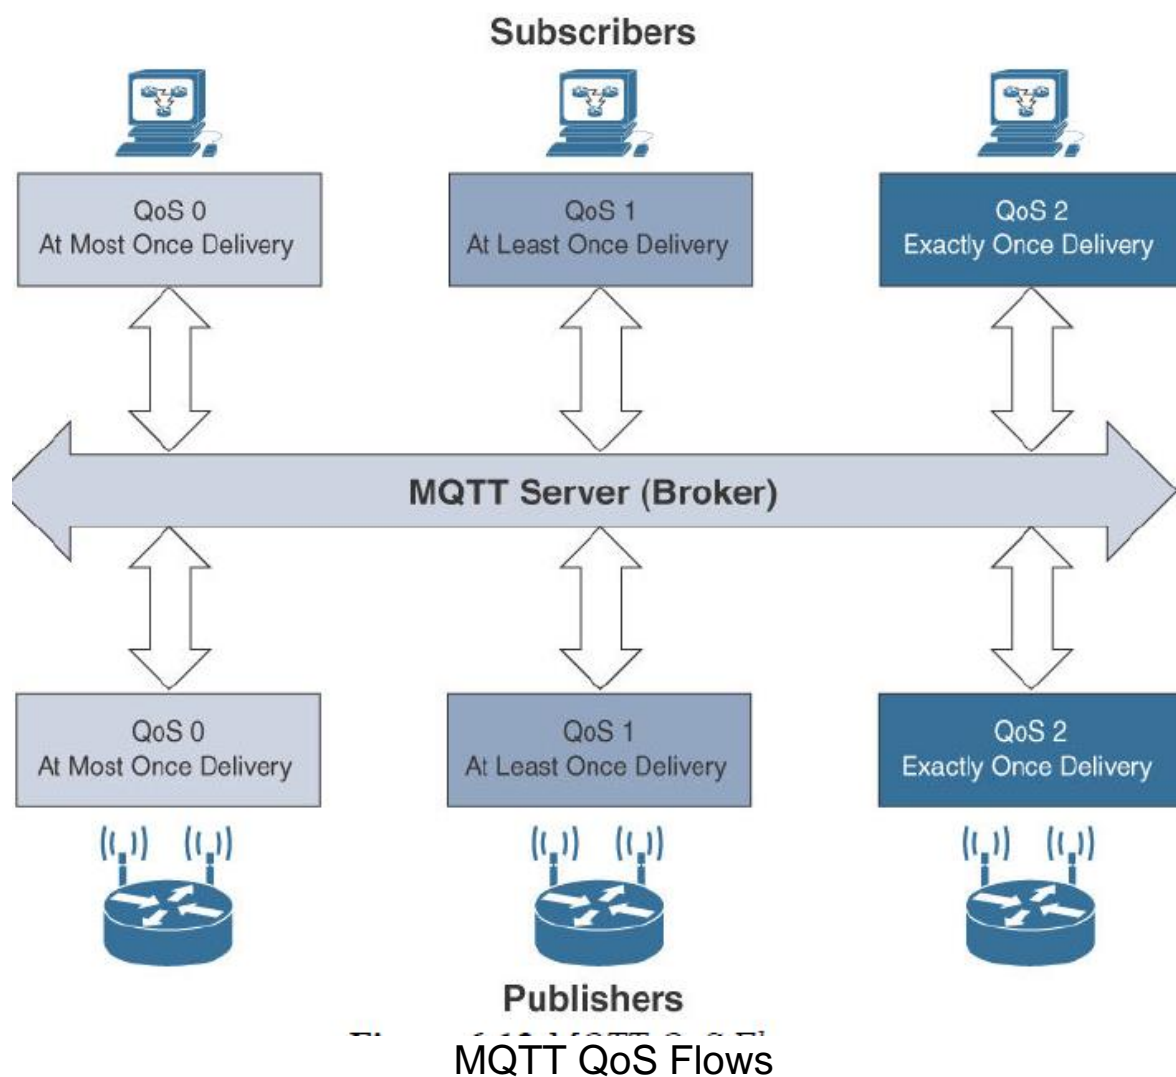 Subscribers
QoS 0
At Most Once Delivery
QoS 1
At Least Once Delivery
QoS 2
Exactly Once Delivery
MQTT Server (Broker)
QoS 0
At Most Once Delivery
QoS 1
At Least Once Delivery
QoS 2
Exactly Once Delivery
Publishers
MQTT QoS Flows